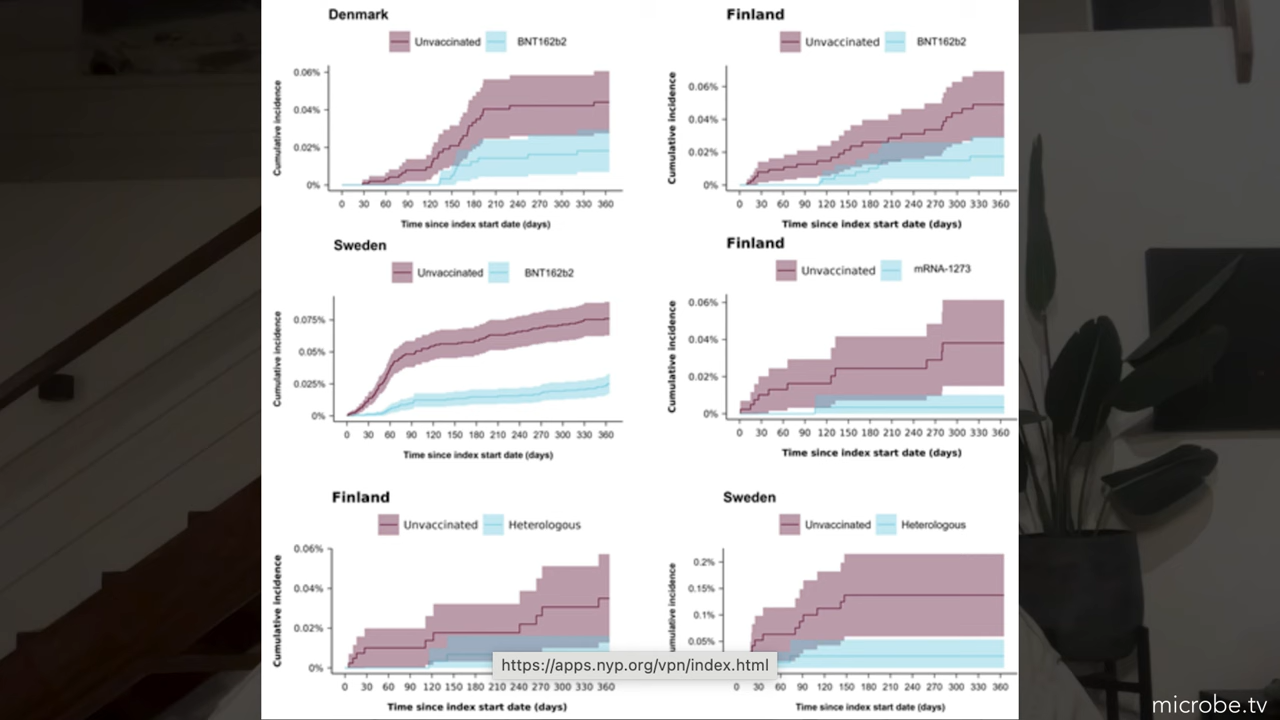 Denmark
Unvaccinated BNT162b2
Cumulative incidence
0.06%
0.04%
0.02%
0%
0 30 60 90 120 150 180 210 240 270 300 330 360
Time since index start date (days)
Finland
Unvaccinated BNT162b2
Cumulative incidence
0.06%
0.04%
0.02%
0%
0 30 60 90 120 150 180 210 240 270 300 330 360
Time since index start date (days)
Sweden
Unvaccinated BNT162b2
Cumulative incidence
0.075%
0.05%
0.025%
0%
0 30 60 90 120 150 180 210 240 270 300 330 360
Time since index start date (days)
Finland
Unvaccinated mRNA-1273
Cumulative incidence
0.06%
0.04%
0.02%
0%
0 30 60 90 120 150 180 210 240 270 300 330 360
Time since index start date (days)
Finland
Unvaccinated Heterologous
Cumulative incidence
0.06%
0.04%
0.02%
0%
0 30 60 90 120 150 180 210 240 270 300 330 360
Time since index start date (days)
Sweden
Unvaccinated Heterologous
incidence
0.2%
0.15%
0.1%
0.05%
0 30 60 90 120 150 180 210 240 270 300 330 360
Time since index start date (days)
https://apps.nyp.org/vpn/index.html
microbe.tv